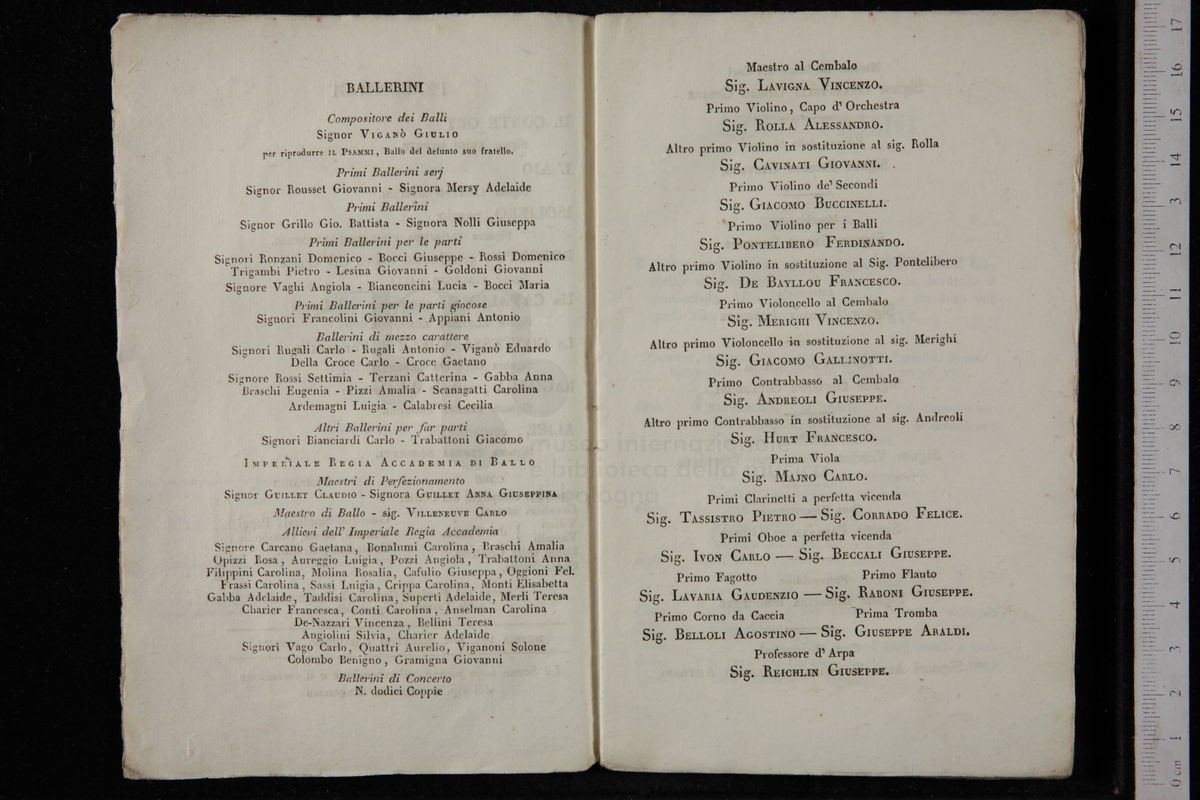 BALLERINI
Compositore dei Balli
Signor VIGANÒ GIULIO
per riprodurre IL PSAMMI, Ballo del defunto suo fratello.
Primi Ballerini serj
Signor Rousset Giovanni - Signora Mersy Adelaide
Primi Ballerini
Signor Grillo Gio. Battista - Signora Nolli Giuseppa
Primi Ballerini per le parti
Signori Ronzani Domenico - Bocci Giuseppe - Rossi Domenico
Trigambi Pietro - Lesina Giovanni - Goldoni Giovanni
Signore Vaghi Angiola - Bianconcini Lucia - Bocci Maria
Primi Ballerini per le parti giocose
Signori Francolini Giovanni - Appiani Antonio
Ballerini di mezzo carattere
Signori Rugali Carlo - Rugali Antonio - Viganò Eduardo
Della Croce Carlo - Croce Gaetano
Signore Rossi Settimia - Terzani Catterina - Gabba Anna
Braschi Eugenia - Pizzi Amalia - Scanagatti Carolina
Ardemagni Luigia - Calabresi Cecilia
Altri Ballerini per far parti
Signori Bianciardi Carlo - Trabattoni Giacomo
IMPERIALE REGIA ACCADEMIA DI BALLO
Maestri di Perfezionamento
Signor GUILLET CLAUDIO - Signora GUILLET ANNA GIUSEPPINA
Maestro di Ballo - sig. VILLENEUVE CARLO
Allievi dell' Imperiale Regia Accademia
Signore Carcano Gaetana, Bonalumi Carolina, Braschi Amalia
Opizzi Rosa, Aureggio Luigia, Pozzi Angiola, Trabattoni Anna
Filippini Carolina, Molina Rosalia, Cafulio Giuseppa, Oggioni Fel.
Frassi Carolina, Sassi Luigia, Crippa Carolina, Monti Elisabetta
Gabba Adelaide, Taddisi Carolina, Superti Adelaide, Merli Teresa
Charier Francesca, Conti Carolina, Anselman Carolina
De-Nazzari Vincenza, Bellini Teresa
Angiolini Silvia, Charier Adelaide
Signori Vago Carlo, Quattri Aurelio, Viganoni Solone
Colombo Benigno, Gramigna Giovanni
Ballerini di Concerto
N. dodici Coppie
Maestro al Cembalo
Sig. LAVIGNA VINCENZO.
Primo Violino, Capo d' Orchestra
Sig. ROLLA ALESSANDRO.
Altro primo Violino in sostituzione al sig. Rolla
Sig. CAVINATI GIOVANNI.
Primo Violino de' Secondi
Sig. GIACOMO BUCCINELLI.
Primo Violino per i Balli
Sig. PONTELIBERO FERDINANDO.
Altro primo Violino in sostituzione al Sig. Pontelibero
Sig. DE BAYLLOU FRANCESCO.
Primo Violoncello al Cembalo
Sig. MERIGHI VINCENZO.
Altro primo Violoncello in sostituzione al sig. Merighi
Sig. GIACOMO GALLINOTTI.
Primo Contrabbasso al Cembalo
Sig. ANDREOLI GIUSEPPE.
Altro primo Contrabbasso in sostituzione al sig. Andreoli
Sig. HURT FRANCESCO.
Prima Viola
Sig. MAJNO CARLO.
Primi Clarinetti a perfetta vicenda
Sig. TASSISTRO PIETRO — Sig. CORRADO FELICE.
Primi Oboe a perfetta vicenda
Sig. IVON CARLO — Sig. BECCALI GIUSEPPE.
Primo Fagotto Primo Flauto
Sig. LAVARIA GAUDENZIO — Sig. RABONI GIUSEPPE.
Primo Corno da Caccia Prima Tromba
Sig. BELLOLI AGOSTINO — Sig. GIUSEPPE ARALDI.
Professore d' Arpa
Sig. REICHLIN GIUSEPPE.